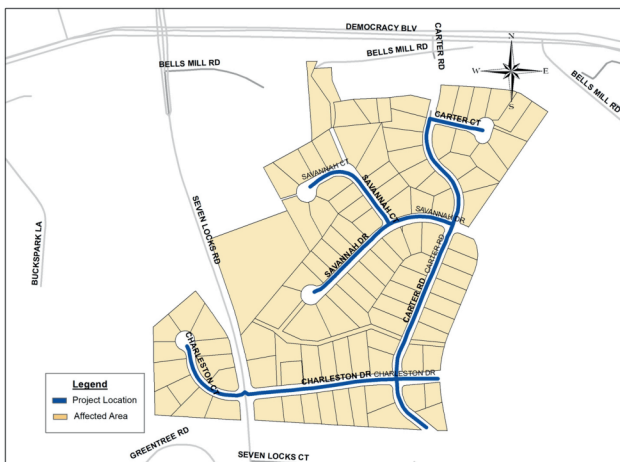 DEMOCRACY BLV
CARTER RD
BELLS MILL RD
BELLS MILL RD
BELLS MILL RD
N
W
E
S
CARTER CT
SAVANNAH CT
SAVANNAH CT
SAVANNAH DR
SAVANNAH DR
SEVEN LOCKS RD
BUCKSPARK LA
CARTER RD
CARTER RD
CHARLESTON CT
CHARLESTON DR
CHARLESTON DR
Legend
Project Location
Affected Area
GREENTREE RD
SEVEN LOCKS CT